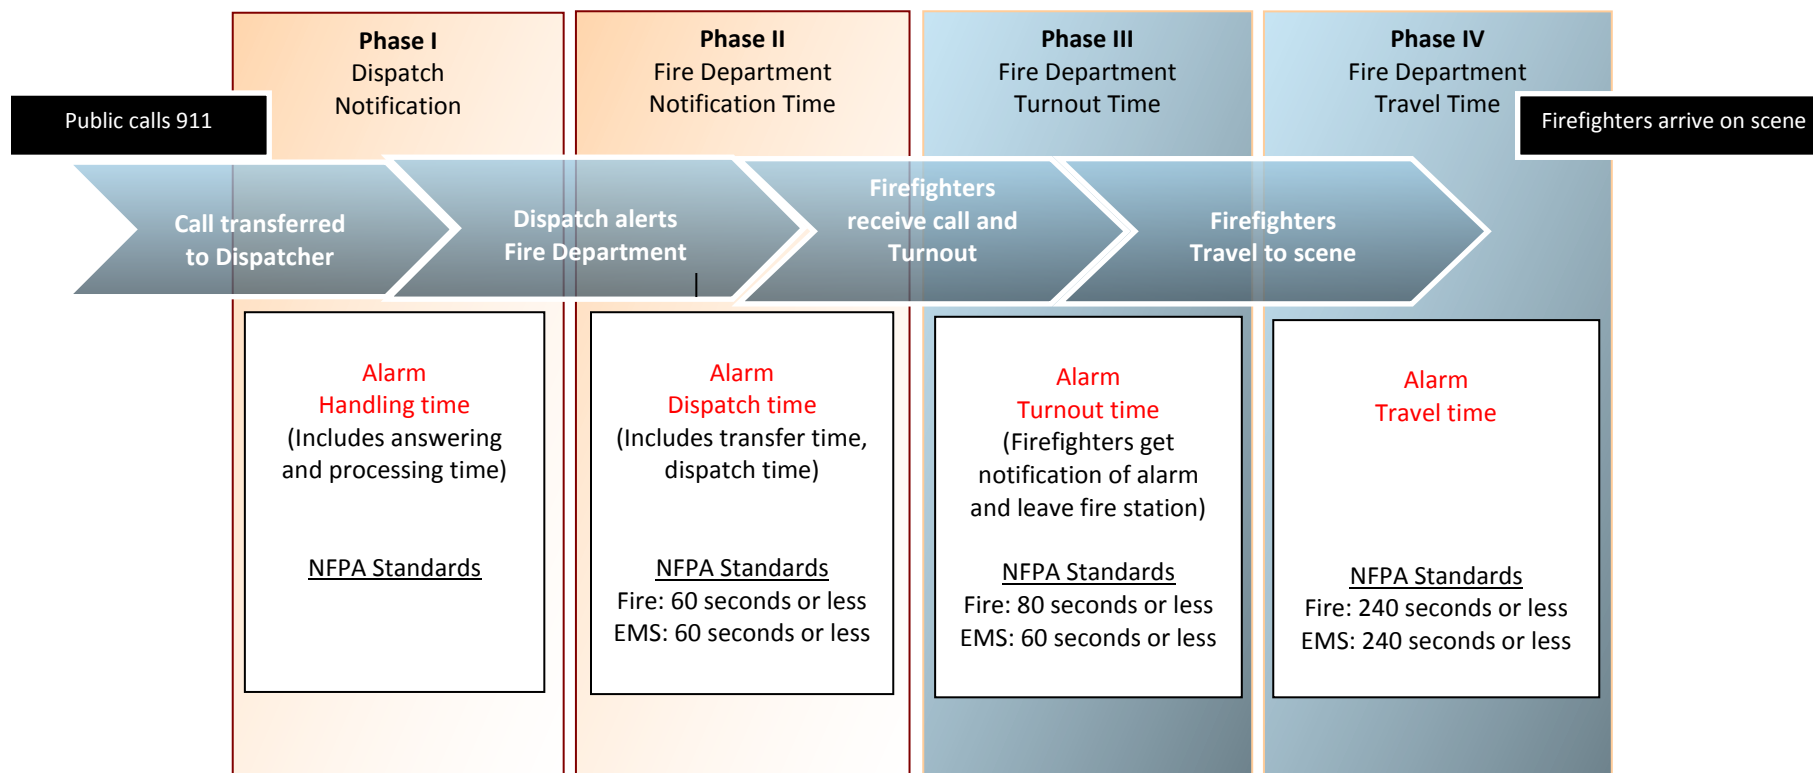 Public calls 911
Phase I
Dispatch
Notification
Phase II
Fire Department
Notification Time
Phase III
Fire Department
Turnout Time
Phase IV
Fire Department
Travel Time
Firefighters arrive on scene
Call transferred
to Dispatcher
Dispatch alerts
Fire Department
Firefighters
receive call and
Turnout
Firefighters
Travel to scene
Alarm
Handling time
(Includes answering
and processing time)
NFPA Standards
Alarm
Dispatch time
(Includes transfer time,
dispatch time)
NFPA Standards
Fire: 60 seconds or less
EMS: 60 seconds or less
Alarm
Turnout time
(Firefighters get
notification of alarm
and leave fire station)
NFPA Standards
Fire: 80 seconds or less
EMS: 60 seconds or less
Alarm
Travel time
NFPA Standards
Fire: 240 seconds or less
EMS: 240 seconds or less